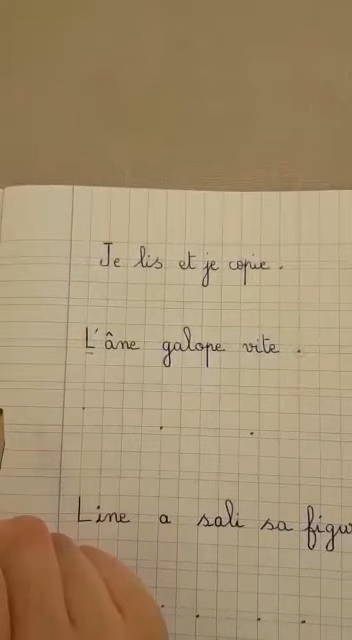 Je lis et je copie.
L'âne galope vite.
Line a sali sa